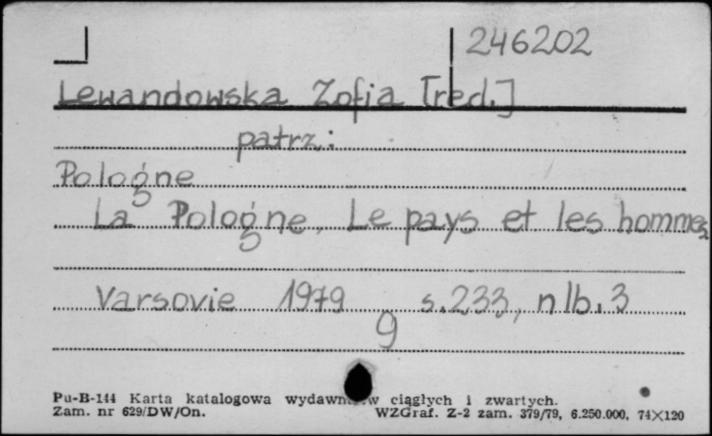 246202
Lewandowska Zofia [red.]
patrz:
Pologne
La Pologne. Le pays et les hommes
Varsovie 1979 s. 233, nlb. 3
9
Pu-B-144 Karta katalogowa ciągłych i zwartych.
Zam. nr 629/DW/On. WZGraf. Z-2 zam. 379/79, 6.250.000, 74×120